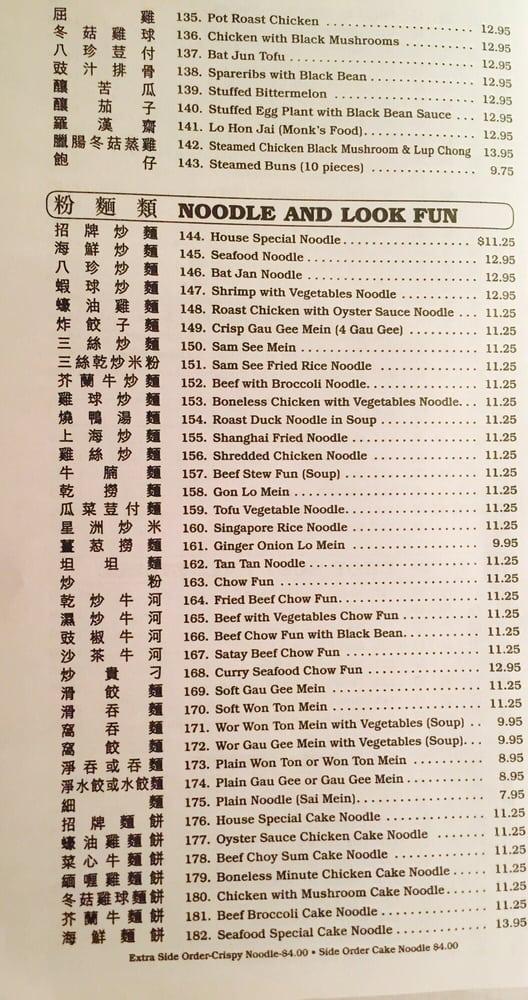 屈 雞 135. Pot Roast Chicken 12.95
冬菇雞球 136. Chicken with Black Mushrooms 12.95
八珍荳付 137. Bat Jun Tofu 12.95
豉汁排骨 138. Spareribs with Black Bean 12.95
釀苦瓜 139. Stuffed Bittermelon 12.95
釀茄子 140. Stuffed Egg Plant with Black Bean Sauce 12.95
羅漢齋 141. Lo Hon Jai (Monk's Food) 12.95
臘腸冬菇蒸雞 142. Steamed Chicken Black Mushroom & Lup Chong 13.95
飽仔 143. Steamed Buns (10 pieces) 9.75
粉麵類 NOODLE AND LOOK FUN
招牌炒麵 144. House Special Noodle $11.25
海鮮炒麵 145. Seafood Noodle 12.95
八珍炒麵 146. Bat Jan Noodle 12.95
蝦球炒麵 147. Shrimp with Vegetables Noodle 12.95
蠔油雞麵 148. Roast Chicken with Oyster Sauce Noodle 11.25
炸餃子麵 149. Crisp Gau Gee Mein (4 Gau Gee) 11.25
三絲炒麵 150. Sam See Mein 11.25
三絲乾炒米粉 151. Sam See Fried Rice Noodle 11.25
芥蘭牛炒麵 152. Beef with Broccoli Noodle 11.25
雞球炒麵 153. Boneless Chicken with Vegetables Noodle 11.25
燒鴨湯麵 154. Roast Duck Noodle in Soup 11.25
上海炒麵 155. Shanghai Fried Noodle 11.25
雞絲炒麵 156. Shredded Chicken Noodle 11.25
牛腩麵 157. Beef Stew Fun (Soup) 11.25
乾撈麵 158. Gon Lo Mein 11.25
瓜菜荳付麵 159. Tofu Vegetable Noodle 11.25
星洲炒米 160. Singapore Rice Noodle 11.25
薑蔥撈麵 161. Ginger Onion Lo Mein 9.95
坦坦麵 162. Tan Tan Noodle 11.25
炒粉 163. Chow Fun 11.25
乾炒牛河 164. Fried Beef Chow Fun 11.25
濕炒牛河 165. Beef with Vegetables Chow Fun 11.25
豉椒牛河 166. Beef Chow Fun with Black Bean 11.25
沙茶牛河 167. Satay Beef Chow Fun 11.25
炒貴刁 168. Curry Seafood Chow Fun 12.95
滑餃麵 169. Soft Gau Gee Mein 11.25
滑吞麵 170. Soft Won Ton Mein 11.25
窩吞麵 171. Wor Won Ton Mein with Vegetables (Soup) 9.95
窩餃麵 172. Wor Gau Gee Mein with Vegetables (Soup) 9.95
淨吞或吞麵 173. Plain Won Ton or Won Ton Mein 8.95
淨水餃或水餃麵 174. Plain Gau Gee or Gau Gee Mein 8.95
細麵 175. Plain Noodle (Sai Mein) 7.95
招牌麵餅 176. House Special Cake Noodle 11.25
蠔油雞麵餅 177. Oyster Sauce Chicken Cake Noodle 11.25
菜心牛麵餅 178. Beef Choy Sum Cake Noodle 11.25
緬喱雞麵餅 179. Boneless Minute Chicken Cake Noodle 11.25
冬菇雞球麵餅 180. Chicken with Mushroom Cake Noodle 11.25
芥蘭牛麵餅 181. Beef Broccoli Cake Noodle 11.25
海鮮麵餅 182. Seafood Special Cake Noodle 13.95
Extra Side Order-Crispy Noodle-$4.00 • Side Order Cake Noodle $4.00